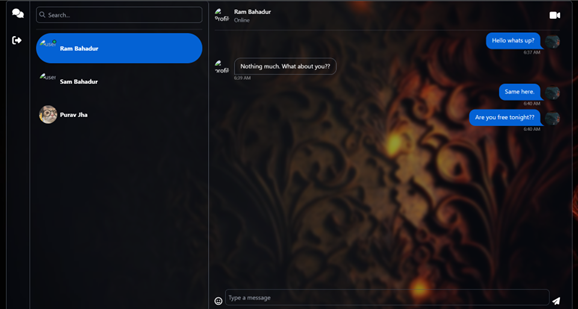 Search...
Ram Bahadur
Sam Bahadur
Purav Jha
Ram Bahadur
Online
Hello whats up?
6:37 AM
Nothing much. What about you??
6:39 AM
Same here.
6:40 AM
Are you free tonight??
6:40 AM
Type a message